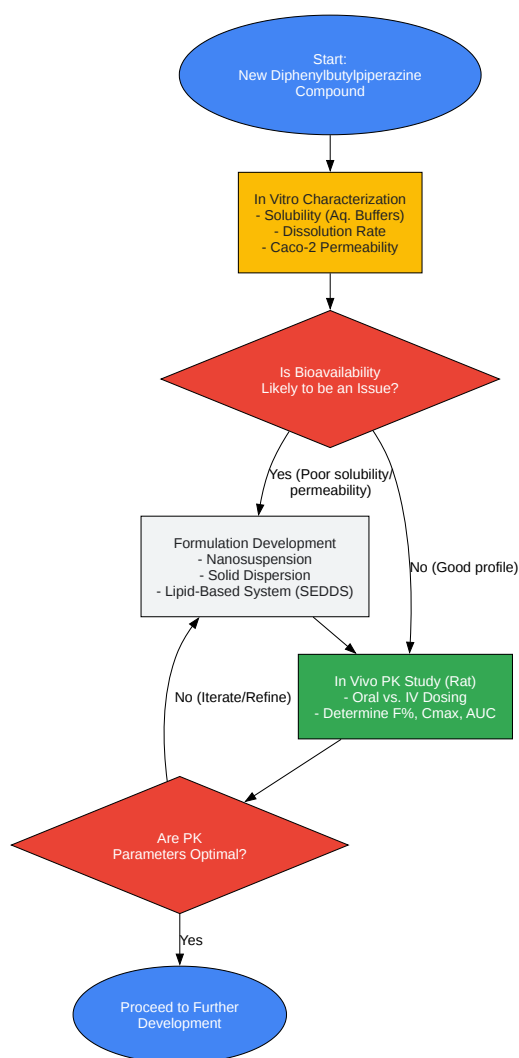 Start:
New Diphenylbutylpiperazine
Compound
In Vitro Characterization
- Solubility (Aq. Buffers)
- Dissolution Rate
- Caco-2 Permeability
Is Bioavailability
Likely to be an Issue?
Yes (Poor solubility/
permeability)
Formulation Development
- Nanosuspension
- Solid Dispersion
- Lipid-Based System (SEDDS)
No (Good profile)
In Vivo PK Study (Rat)
- Oral vs. IV Dosing
- Determine F%, Cmax, AUC
No (Iterate/Refine)
Are PK
Parameters Optimal?
Yes
Proceed to Further
Development